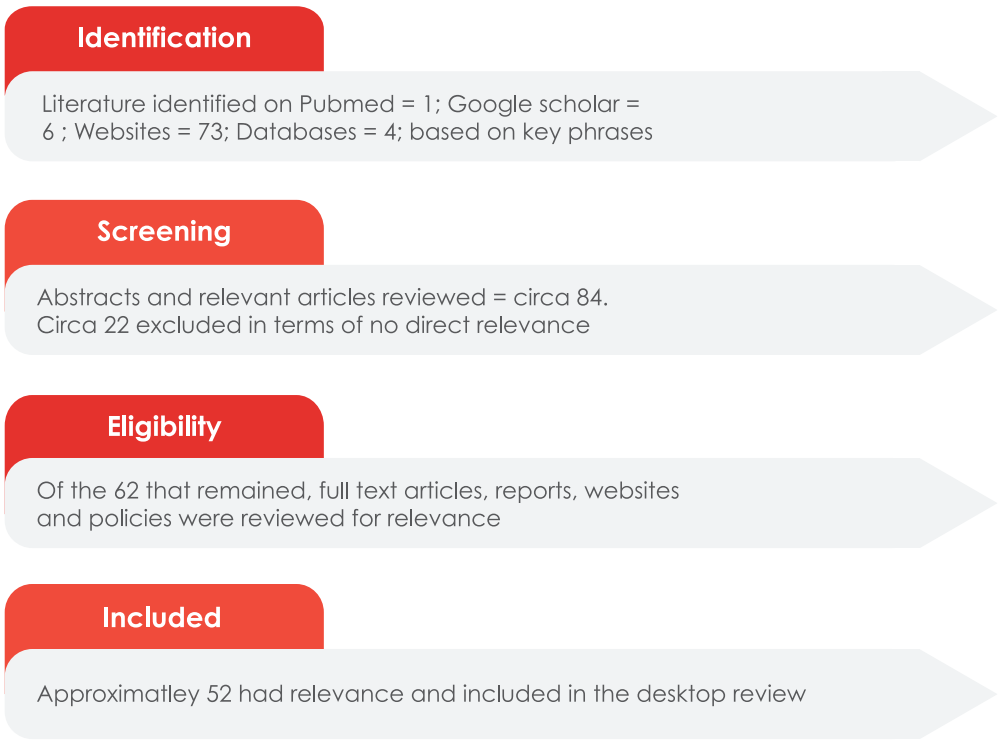 Identification
Literature identified on Pubmed = 1; Google scholar =
6 ; Websites = 73; Databases = 4; based on key phrases
Screening
Abstracts and relevant articles reviewed = circa 84.
Circa 22 excluded in terms of no direct relevance
Eligibility
Of the 62 that remained, full text articles, reports, websites
and policies were reviewed for relevance
Included
Approximatley 52 had relevance and included in the desktop review